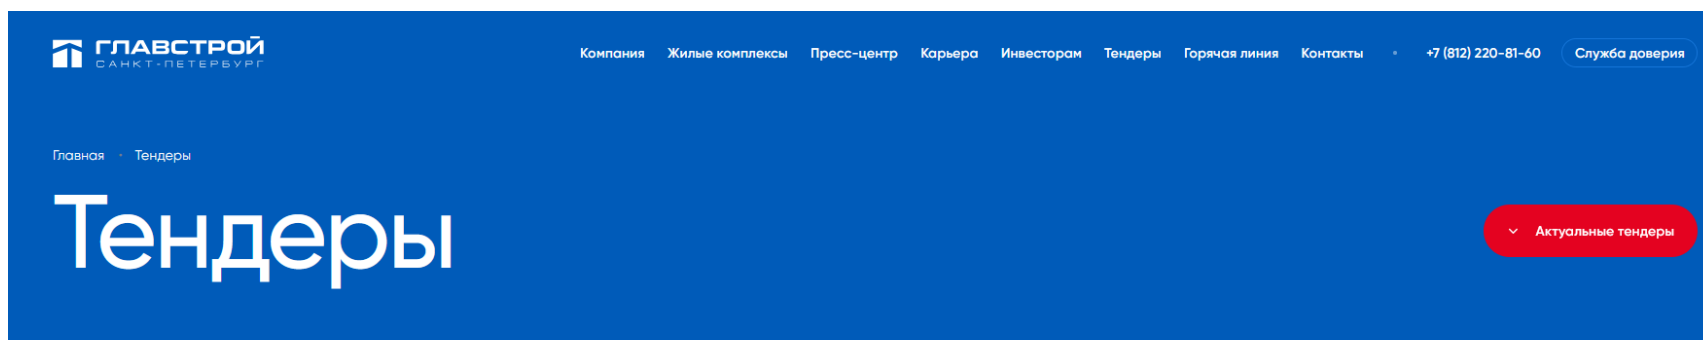 ГЛАВСТРОЙ
САНКТ-ПЕТЕРБУРГ
Компания Жилые комплексы Пресс-центр Карьера Инвесторам Тендеры Горячая линия Контакты • +7 (812) 220-81-60 Служба доверия
Главная • Тендеры
Тендеры
Актуальные тендеры